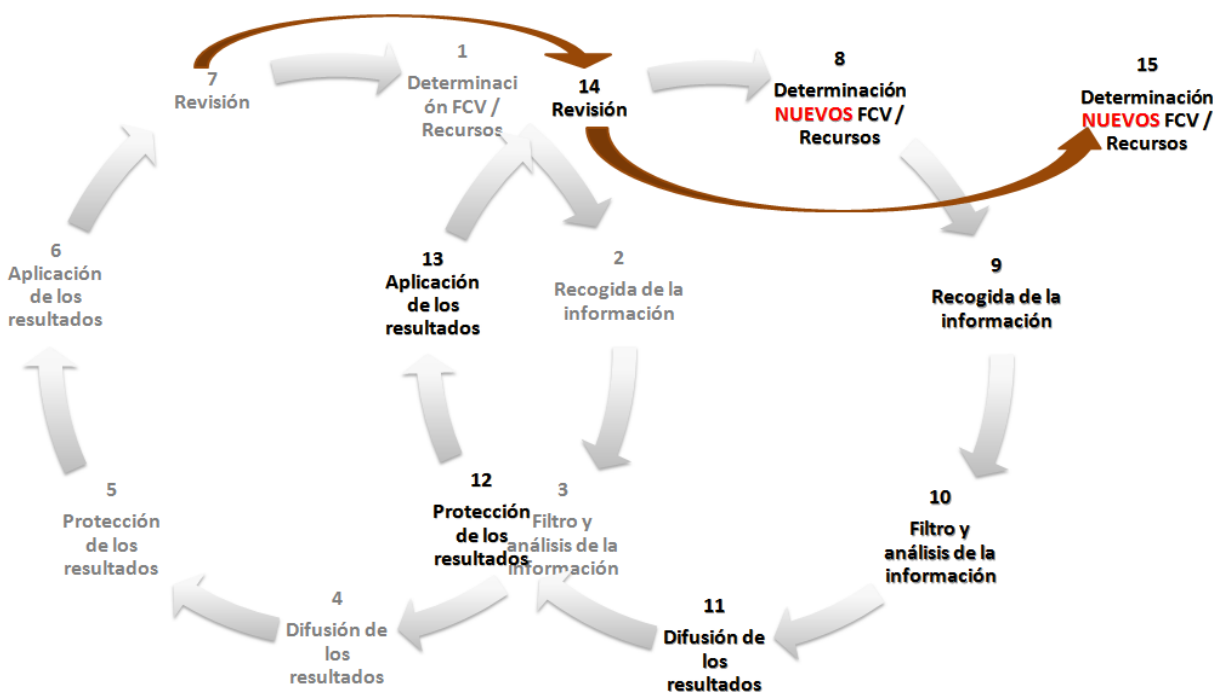 1
Determinaci
ón FCV /
Recursos
2
Recogida de la
información
3
Filtro y
análisis de la
información
4
Difusión de
los
resultados
5
Protección
de los
resultados
6
Aplicación
de los
resultados
7
Revisión
8
Determinación
NUEVOS FCV /
Recursos
9
Recogida de la
información
10
Filtro y
análisis de la
información
11
Difusión de
los
resultados
12
Protección
de los
resultados
13
Aplicación
de los
resultados
14
Revisión
15
Determinación
NUEVOS FCV /
Recursos